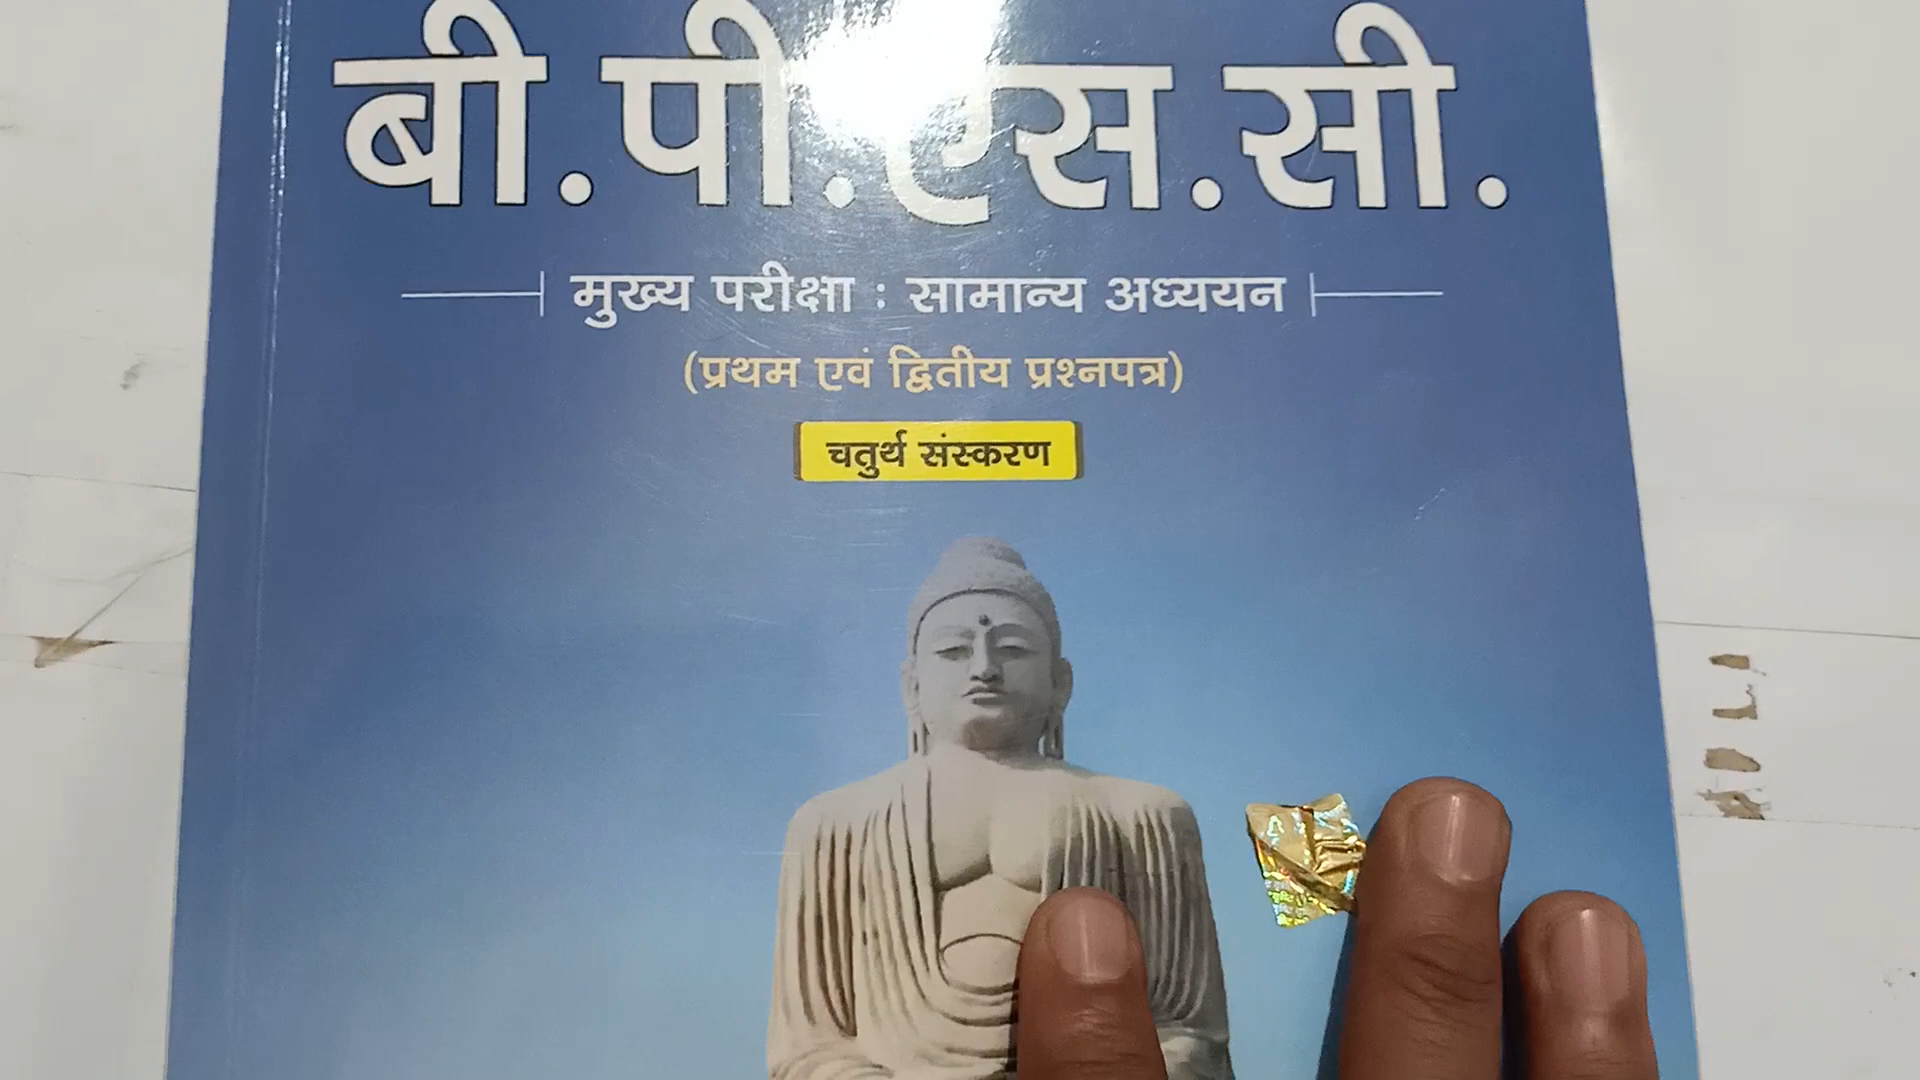 बी.पी.एस.सी.
मुख्य परीक्षा : सामान्य अध्ययन
(प्रथम एवं द्वितीय प्रश्नपत्र)
चतुर्थ संस्करण